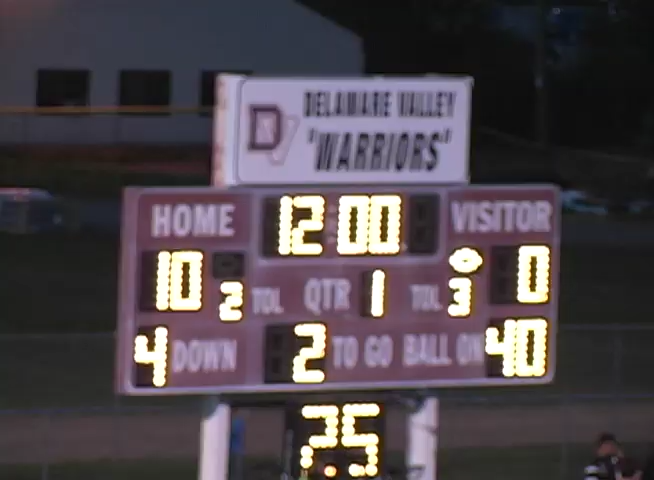 DELAWARE VALLEY
DV
"WARRIORS"
HOME 12:00 VISITOR
10 2 TOL QTR 1 TOL 3 0
4 DOWN 2 TO GO BALL ON 40
25